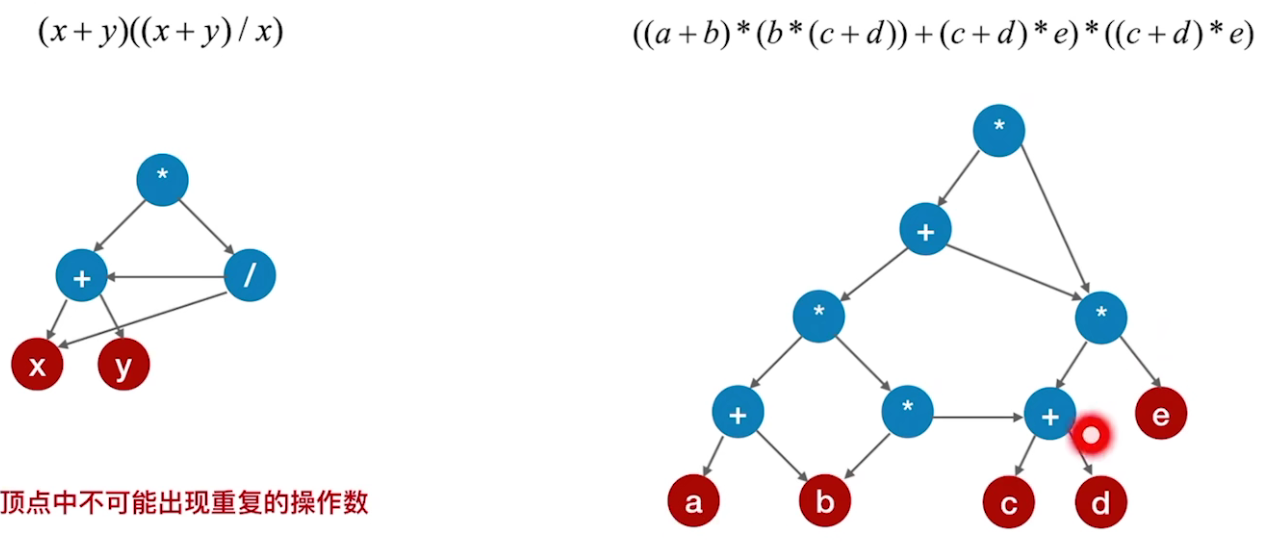 (x+y)((x+y)/x)
((a+b)*(b*(c+d))+(c+d)*e)*((c+d)*e)
*
+
/
x
y
顶点中不可能出现重复的操作数
*
+
*
*
+
*
+
e
a
b
c
d